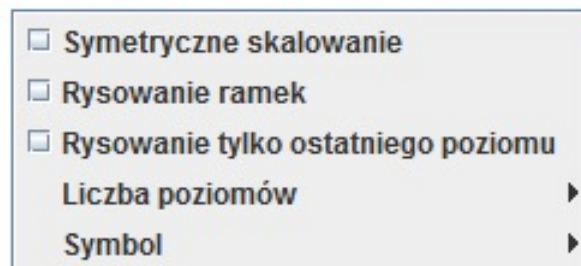 Symetryczne skalowanie
Rysowanie ramek
Rysowanie tylko ostatniego poziomu
Liczba poziomów
Symbol